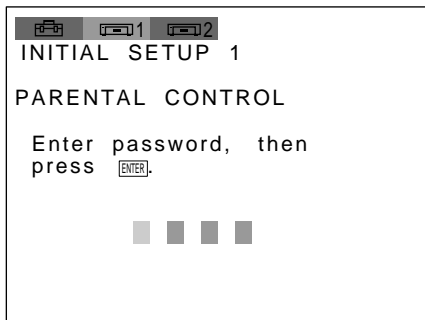 1 2
INITIAL SETUP 1
PARENTAL CONTROL
Enter password, then
press ENTER.